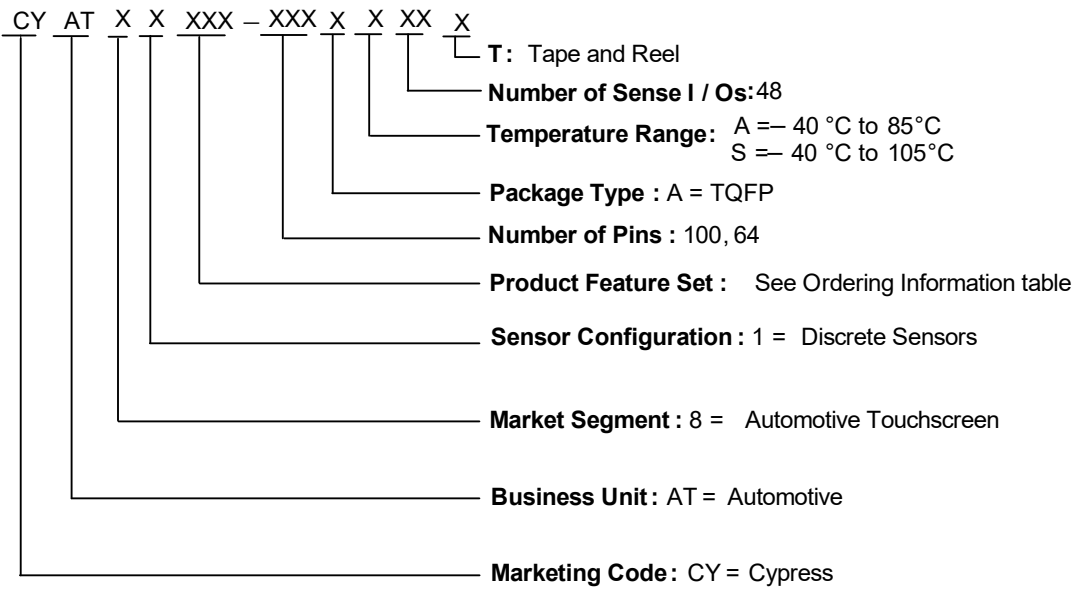 CY AT X X XXX – XXX X X XX X
T: Tape and Reel
Number of Sense I / Os:48
Temperature Range: A =– 40 °C to 85°C
S =– 40 °C to 105°C
Package Type : A = TQFP
Number of Pins : 100, 64
Product Feature Set : See Ordering Information table
Sensor Configuration : 1 = Discrete Sensors
Market Segment : 8 = Automotive Touchscreen
Business Unit : AT = Automotive
Marketing Code : CY = Cypress